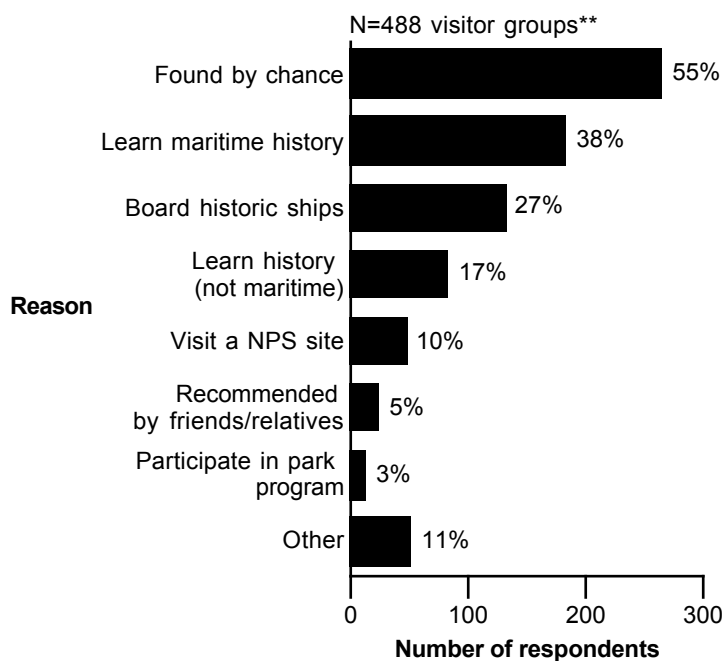 N=488 visitor groups**
Found by chance
55%
Learn maritime history
38%
Board historic ships
27%
Learn history
(not maritime)
17%
Reason
Visit a NPS site
10%
Recommended
by friends/relatives
5%
Participate in park
program
3%
Other
11%
0
100
200
300
Number of respondents